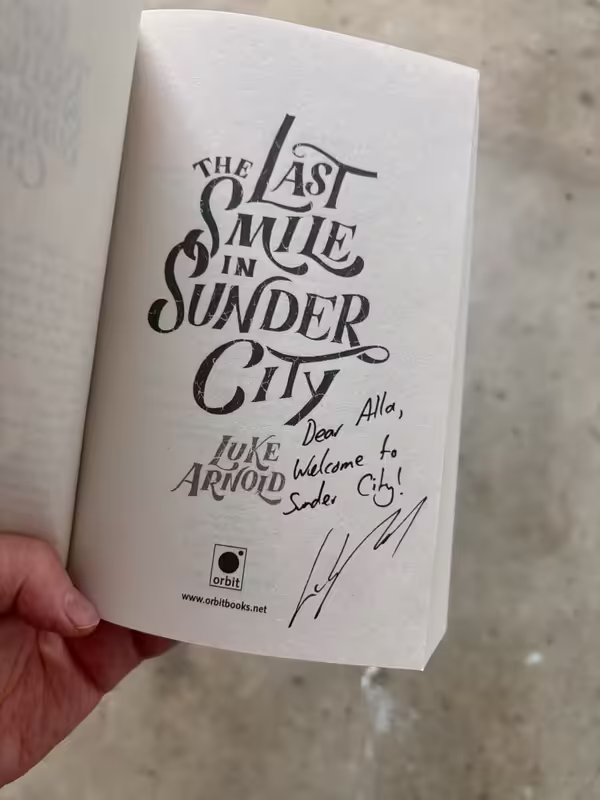 THE LAST
SMILE
IN
SUNDER
CITY
LUKE
ARNOLD
Dear Alla,
Welcome to
Sunder City!
orbit
www.orbitbooks.net